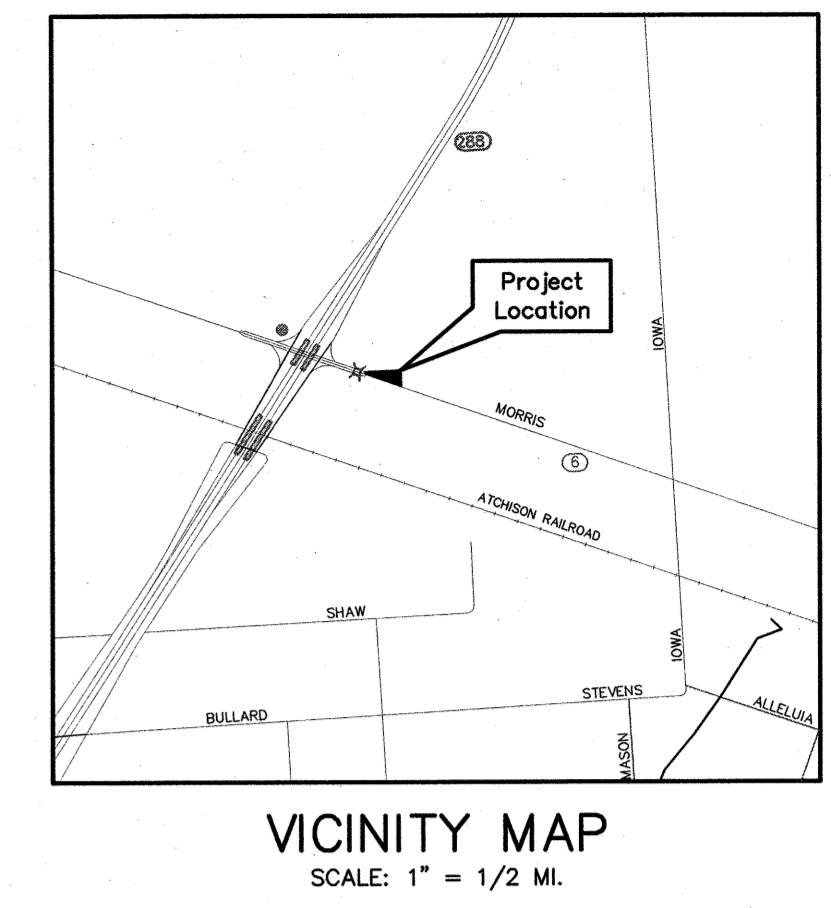 288
Project
Location
IOWA
MORRIS
6
ATCHISON RAILROAD
SHAW
IOWA
STEVENS
ALLELUIA
BULLARD
MASON
VICINITY MAP
SCALE: 1" = 1/2 MI.